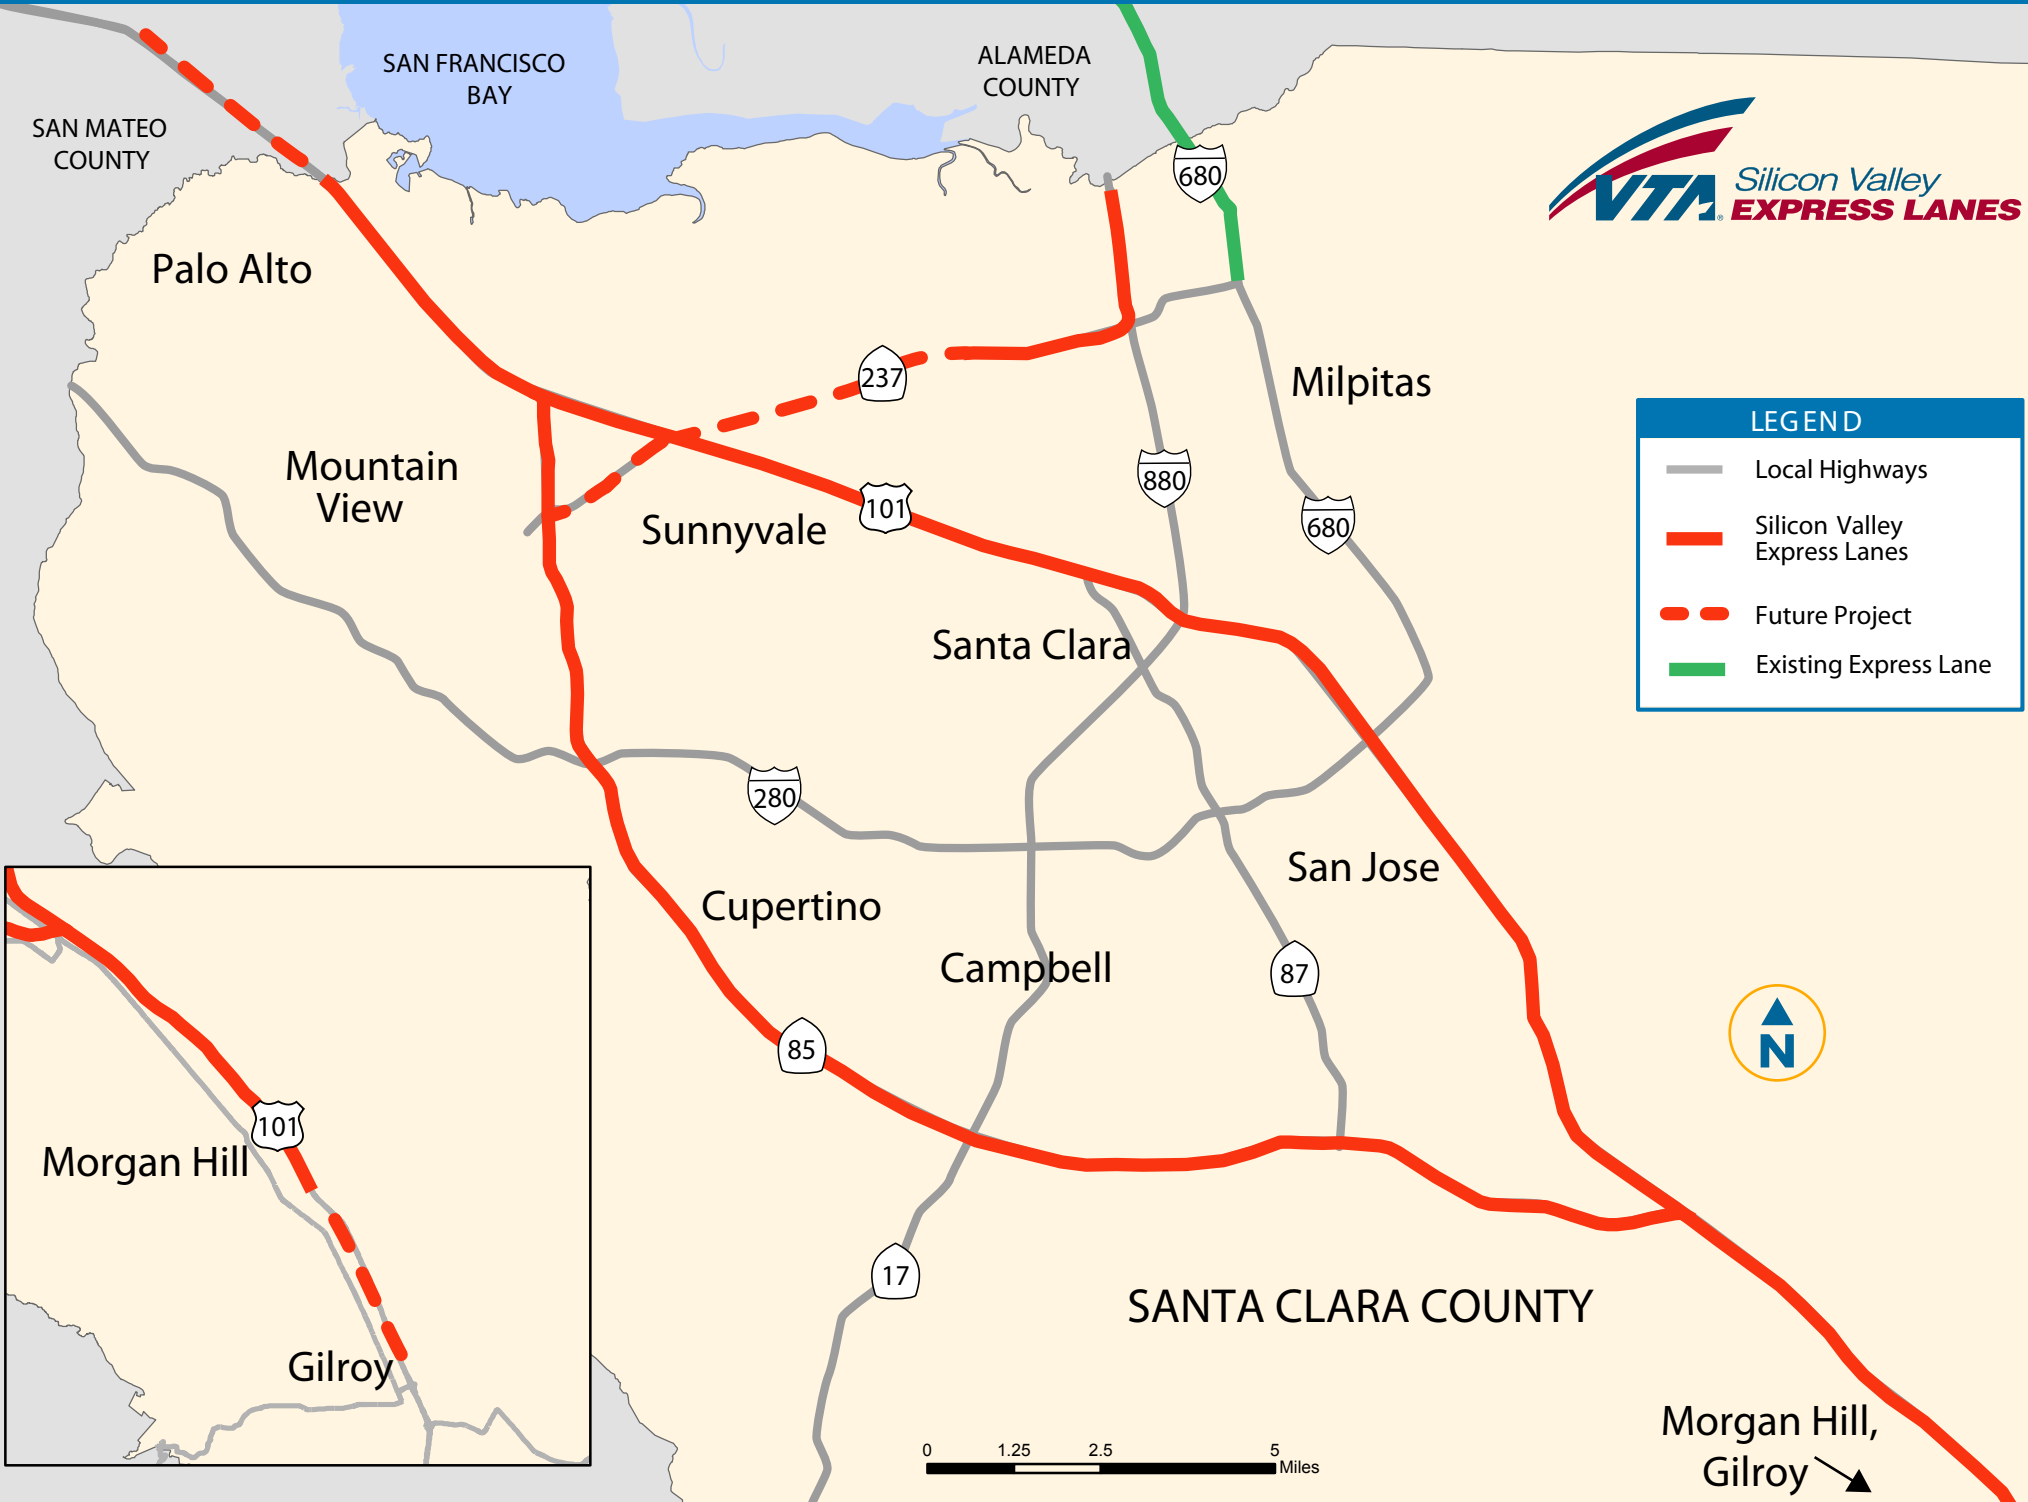 SAN FRANCISCO
BAY
ALAMEDA
COUNTY
SAN MATEO
COUNTY
680
VTA
Silicon Valley
EXPRESS LANES
Palo Alto
237
Milpitas
LEGEND
Local Highways
Silicon Valley
Express Lanes
Future Project
Existing Express Lane
Mountain
View
880
101
680
Sunnyvale
Santa Clara
280
San Jose
Cupertino
Campbell
87
85
N
101
Morgan Hill
17
SANTA CLARA COUNTY
Gilroy
Morgan Hill,
Gilroy
0 1.25 2.5 5
Miles